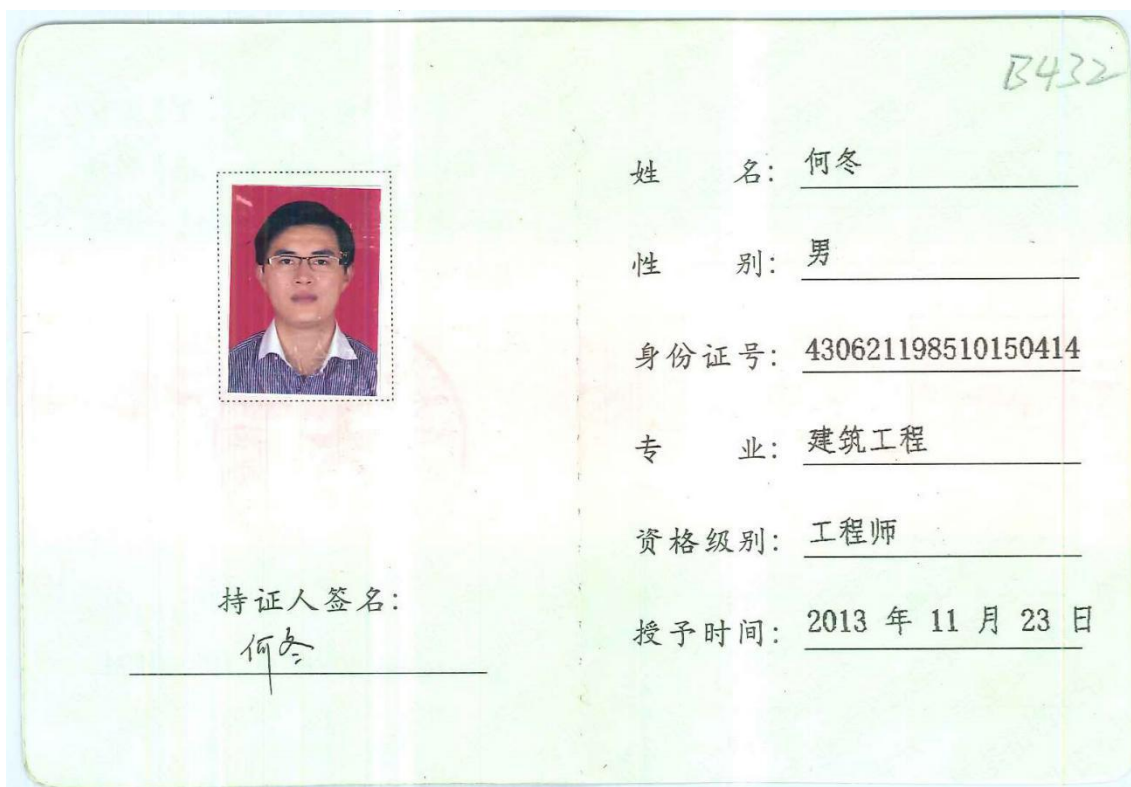 B432
姓 名: 何冬
性 别: 男
身份证号: 430621198510150414
专 业: 建筑工程
资格级别: 工程师
授予时间: 2013 年 11 月 23 日
持证人签名:
何冬